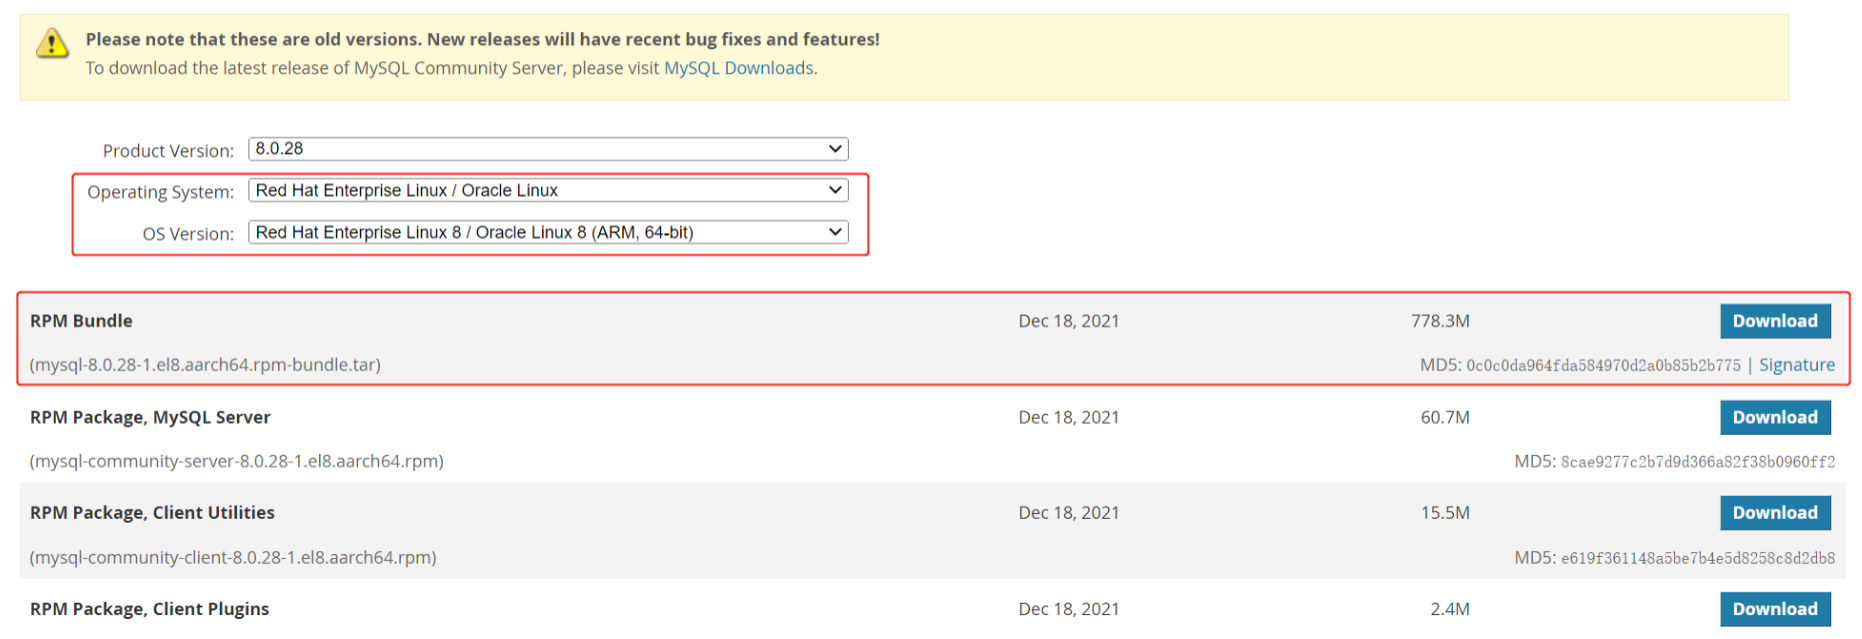 Please note that these are old versions. New releases will have recent bug fixes and features!
To download the latest release of MySQL Community Server, please visit MySQL Downloads.
Product Version: 8.0.28
Operating System: Red Hat Enterprise Linux / Oracle Linux
OS Version: Red Hat Enterprise Linux 8 / Oracle Linux 8 (ARM, 64-bit)
RPM Bundle Dec 18, 2021 778.3M Download
(mysql-8.0.28-1.el8.aarch64.rpm-bundle.tar) MD5: 0c0c0da964fda584970d2a0b85b2b775 | Signature
RPM Package, MySQL Server Dec 18, 2021 60.7M Download
(mysql-community-server-8.0.28-1.el8.aarch64.rpm) MD5: 8cae9277c2b7d9d366a82f38b0960ff2
RPM Package, Client Utilities Dec 18, 2021 15.5M Download
(mysql-community-client-8.0.28-1.el8.aarch64.rpm) MD5: e619f361148a5be7b4e5d8258c8d2db8
RPM Package, Client Plugins Dec 18, 2021 2.4M Download